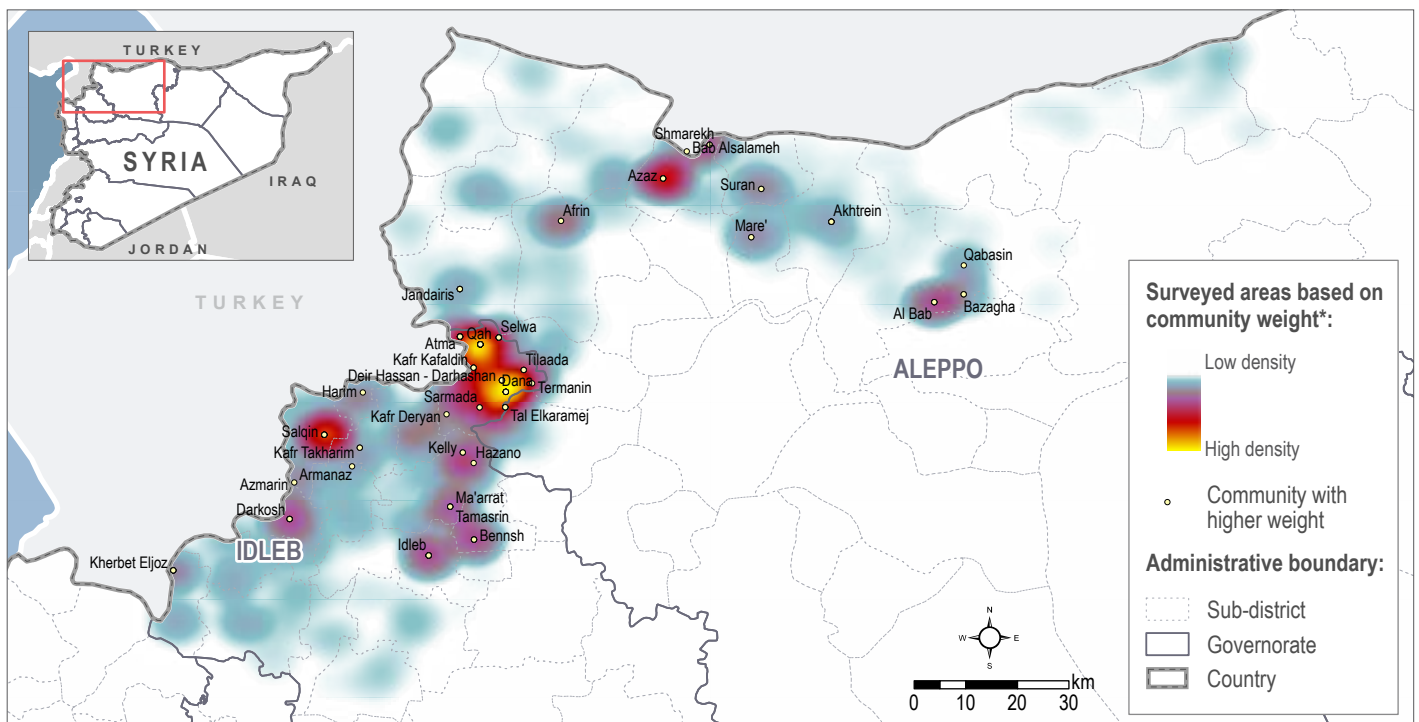 TURKEY
SYRIA
IRAQ
JORDAN
TURKEY
Shmarekh
Bab Alsalameh
Azaz
Suran
Afrin
Mare'
Akhtrein
Qabasin
Jandairis
Al Bab
Bazagha
Qah
Selwa
Atma
Kafr Kafaldin
Tilaada
Deir Hassan - Darhashan
Dana
Termanin
Harim
Sarmada
Kafr Deryan
Tal Elkaramej
ALEPPO
Salqin
Kafr Takharim
Kelly
Hazano
Armanaz
Azmarin
Ma'arrat
Tamasrin
Darkosh
Bennsh
Idleb
IDLEB
Kherbet Eljoz
Surveyed areas based on
community weight*:
Low density
High density
Community with
higher weight
Administrative boundary:
Sub-district
Governorate
Country
N
W E
S
km
0 10 20 30